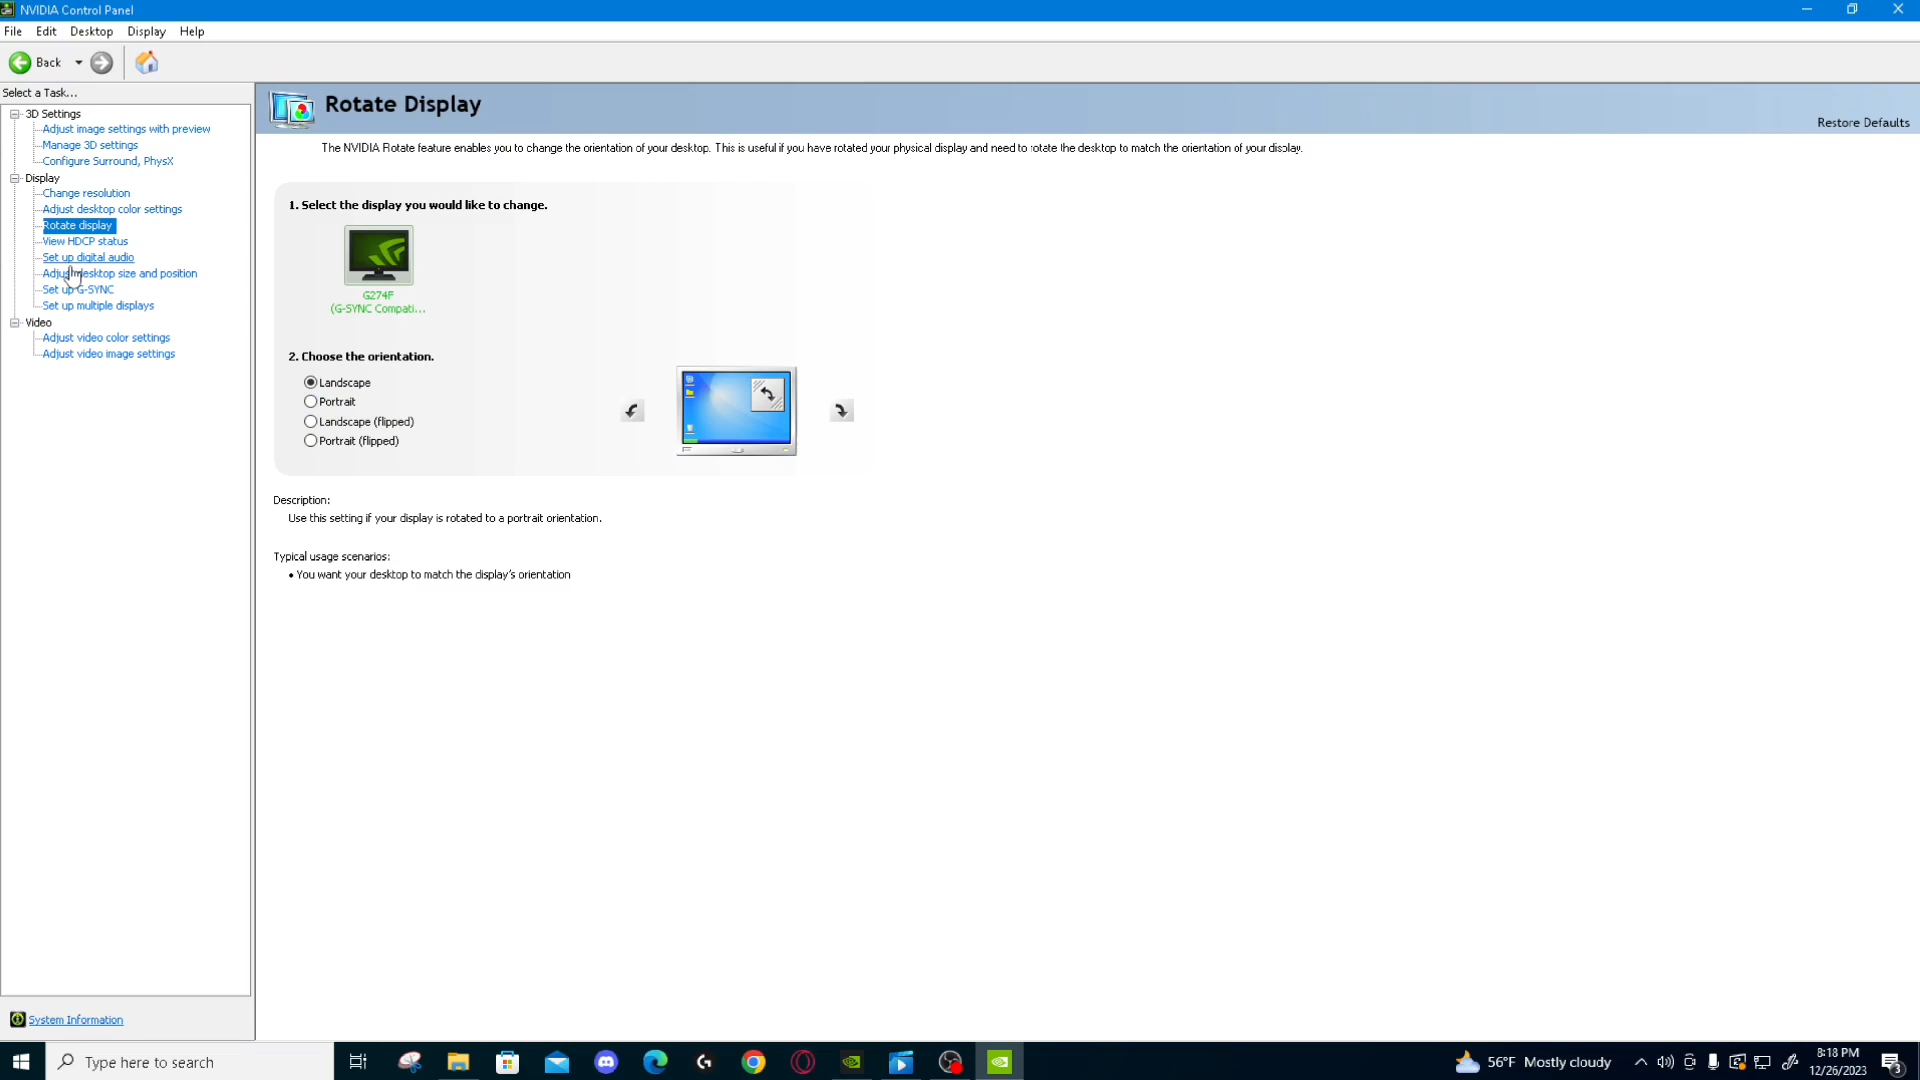 NVIDIA Control Panel
File Edit Desktop Display Help
Back
Select a Task...
3D Settings
Adjust image settings with preview
Manage 3D settings
Configure Surround, PhysX
Display
Change resolution
Adjust desktop color settings
Rotate display
View HDCP status
Set up digital audio
Adjust desktop size and position
Set up G-SYNC
Set up multiple displays
Video
Adjust video color settings
Adjust video image settings
System Information
Rotate Display
Restore Defaults
The NVIDIA Rotate feature enables you to change the orientation of your desktop. This is useful if you have rotated your physical display and need to rotate the desktop to match the orientation of your display.
1. Select the display you would like to change.
G274F
(G-SYNC Compati...
2. Choose the orientation.
Landscape
Portrait
Landscape (flipped)
Portrait (flipped)
Description:
Use this setting if your display is rotated to a portrait orientation.
Typical usage scenarios:
• You want your desktop to match the display's orientation
Type here to search
56°F Mostly cloudy
8:18 PM
12/26/2023
3